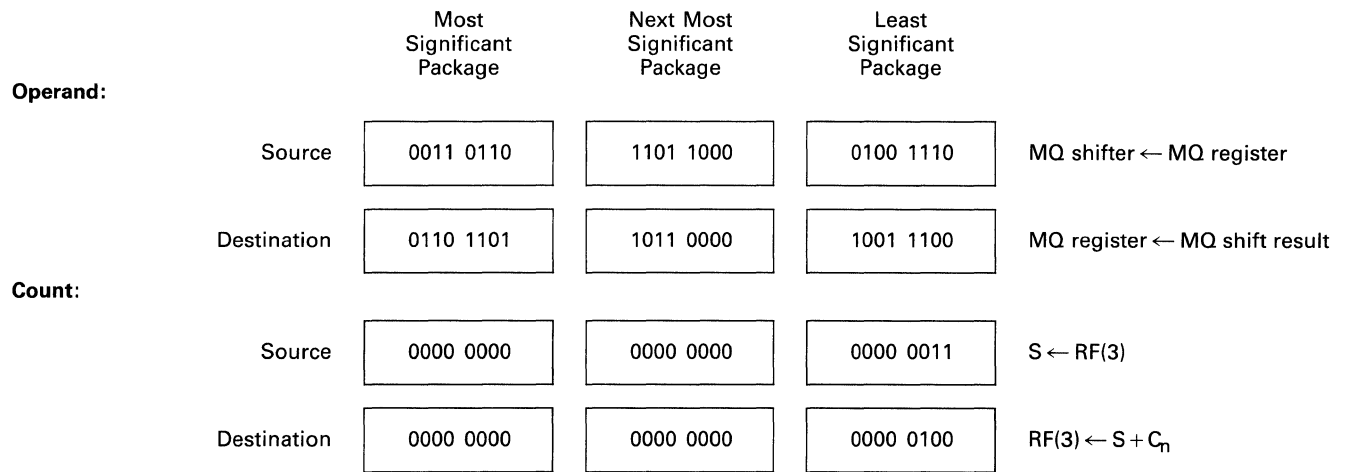 Most Significant Package Next Most Significant Package Least Significant Package
Operand:
Source 0011 0110 1101 1000 0100 1110 MQ shifter ← MQ register
Destination 0110 1101 1011 0000 1001 1100 MQ register ← MQ shift result
Count:
Source 0000 0000 0000 0000 0000 0011 S ← RF(3)
Destination 0000 0000 0000 0000 0000 0100 RF(3) ← S + Cn